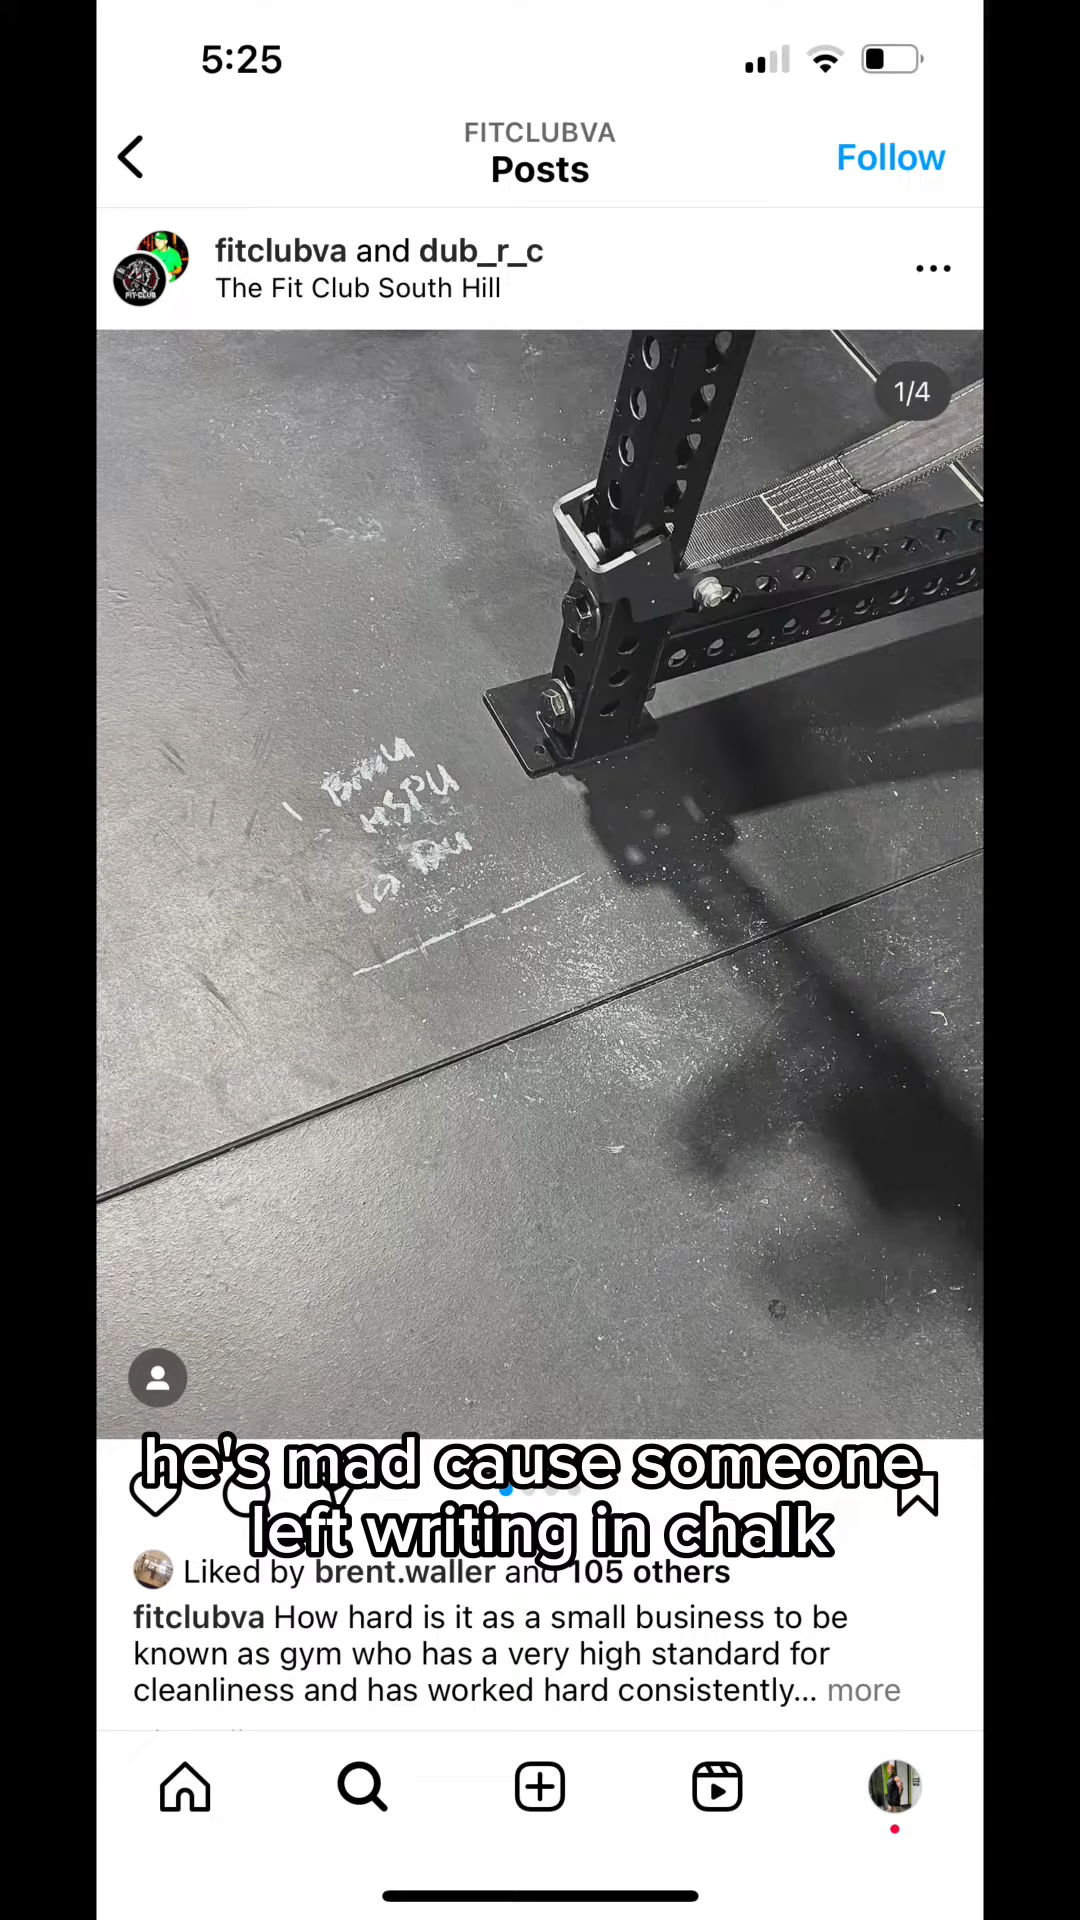 5:25
FITCLUBVA
Posts
Follow
fitclubva and dub_r_c
The Fit Club South Hill
FIT-CLUB
1/4
HSPU
he's mad cause someone
left writing in chalk
Liked by brent.waller and 105 others
fitclubva How hard is it as a small business to be
known as gym who has a very high standard for
cleanliness and has worked hard consistently... more